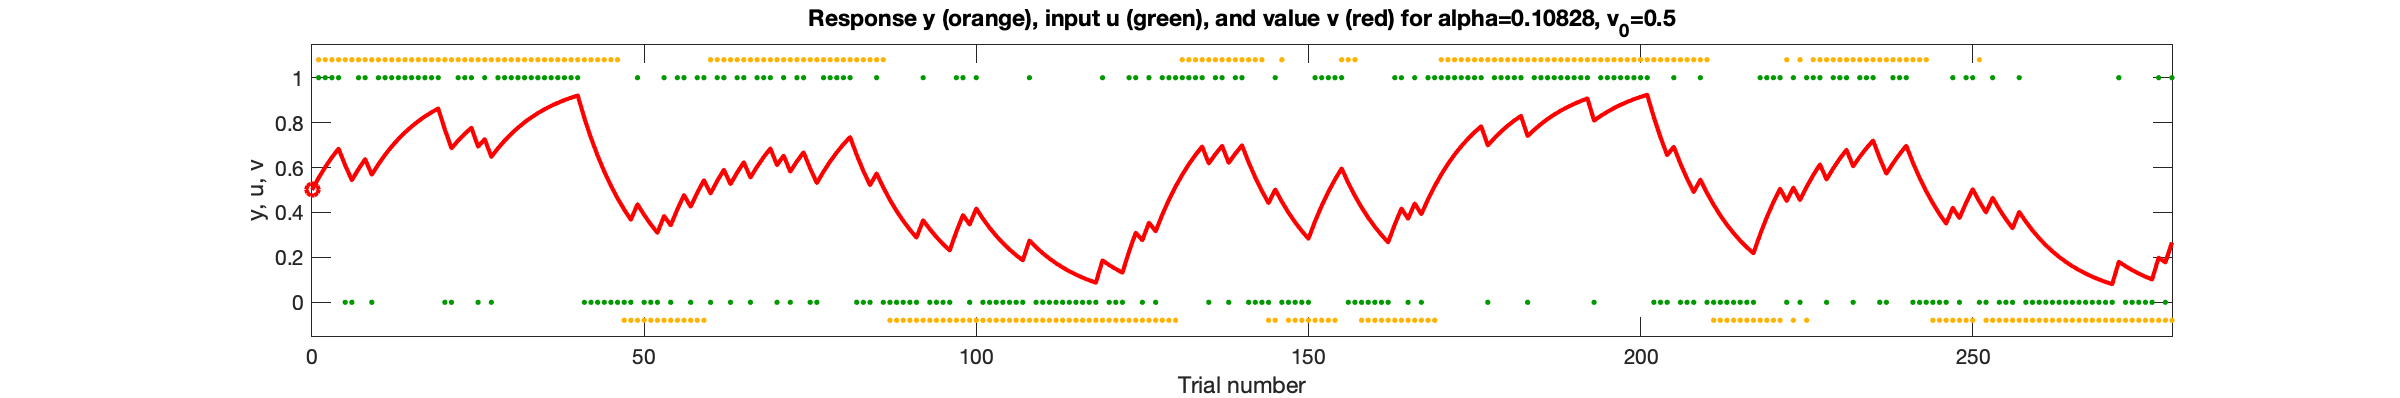 Response y (orange), input u (green), and value v (red) for alpha=0.10828, v0=0.5
y, u, v
1
0.8
0.6
0.4
0.2
0
0 50 100 150 200 250
Trial number